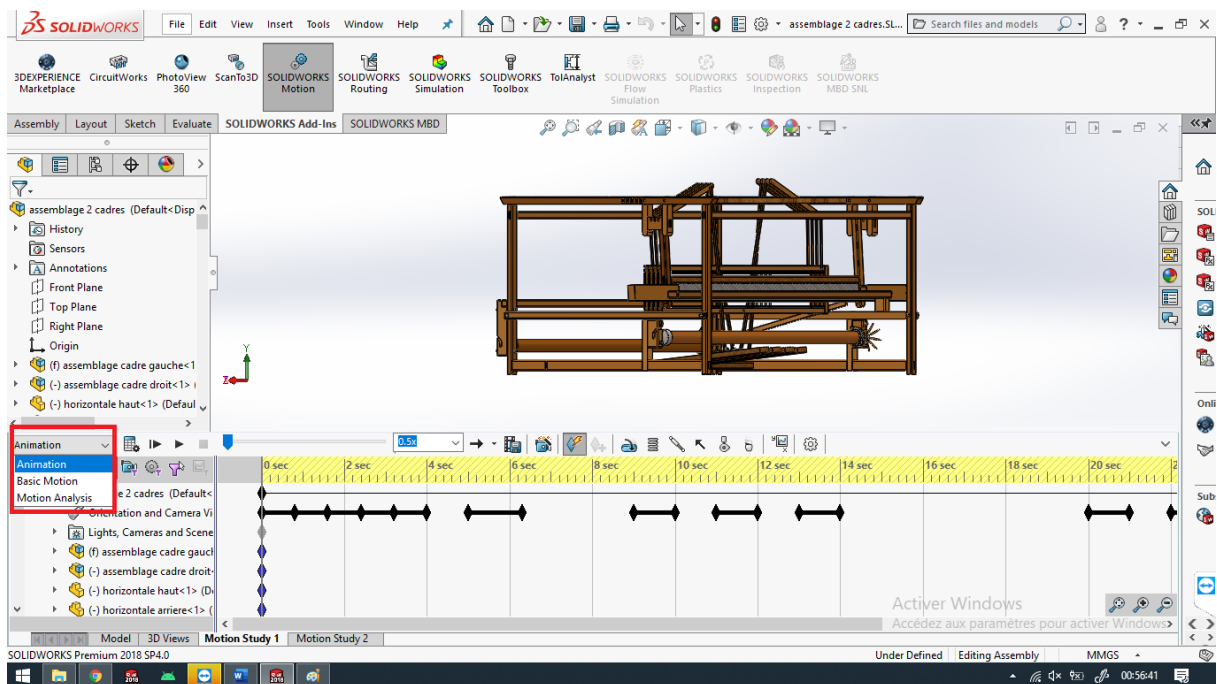 SOLIDWORKS File Edit View Insert Tools Window Help assemblage 2 cadres.SL... Search files and models ?
3DEXPERIENCE Marketplace
CircuitWorks
PhotoView 360
ScanTo3D
SOLIDWORKS Motion
SOLIDWORKS Routing
SOLIDWORKS Simulation
SOLIDWORKS Toolbox
TolAnalyst
SOLIDWORKS Flow Simulation
SOLIDWORKS Plastics
SOLIDWORKS Inspection
SOLIDWORKS MBD SNL
Assembly Layout Sketch Evaluate SOLIDWORKS Add-Ins SOLIDWORKS MBD
assemblage 2 cadres (Default<Disp
History
Sensors
Annotations
Front Plane
Top Plane
Right Plane
Origin
(f) assemblage cadre gauche<1
(-) assemblage cadre droit<1> (
(-) horizontale haut<1> (Defaul
Y
Z
SOLI
Onli
Sub
Animation 0.5x
Animation
Basic Motion
Motion Analysis
0 sec 2 sec 4 sec 6 sec 8 sec 10 sec 12 sec 14 sec 16 sec 18 sec 20 sec 2
e 2 cadres (Default<
Orientation and Camera Vi
Lights, Cameras and Scene
(f) assemblage cadre gauch
(-) assemblage cadre droit
(-) horizontale haut<1> (D
(-) horizontale arriere<1> (
Activer Windows
Accédez aux paramètres pour activer Windows
Model 3D Views Motion Study 1 Motion Study 2
SOLIDWORKS Premium 2018 SP4.0 Under Defined Editing Assembly MMGS
00:56:41